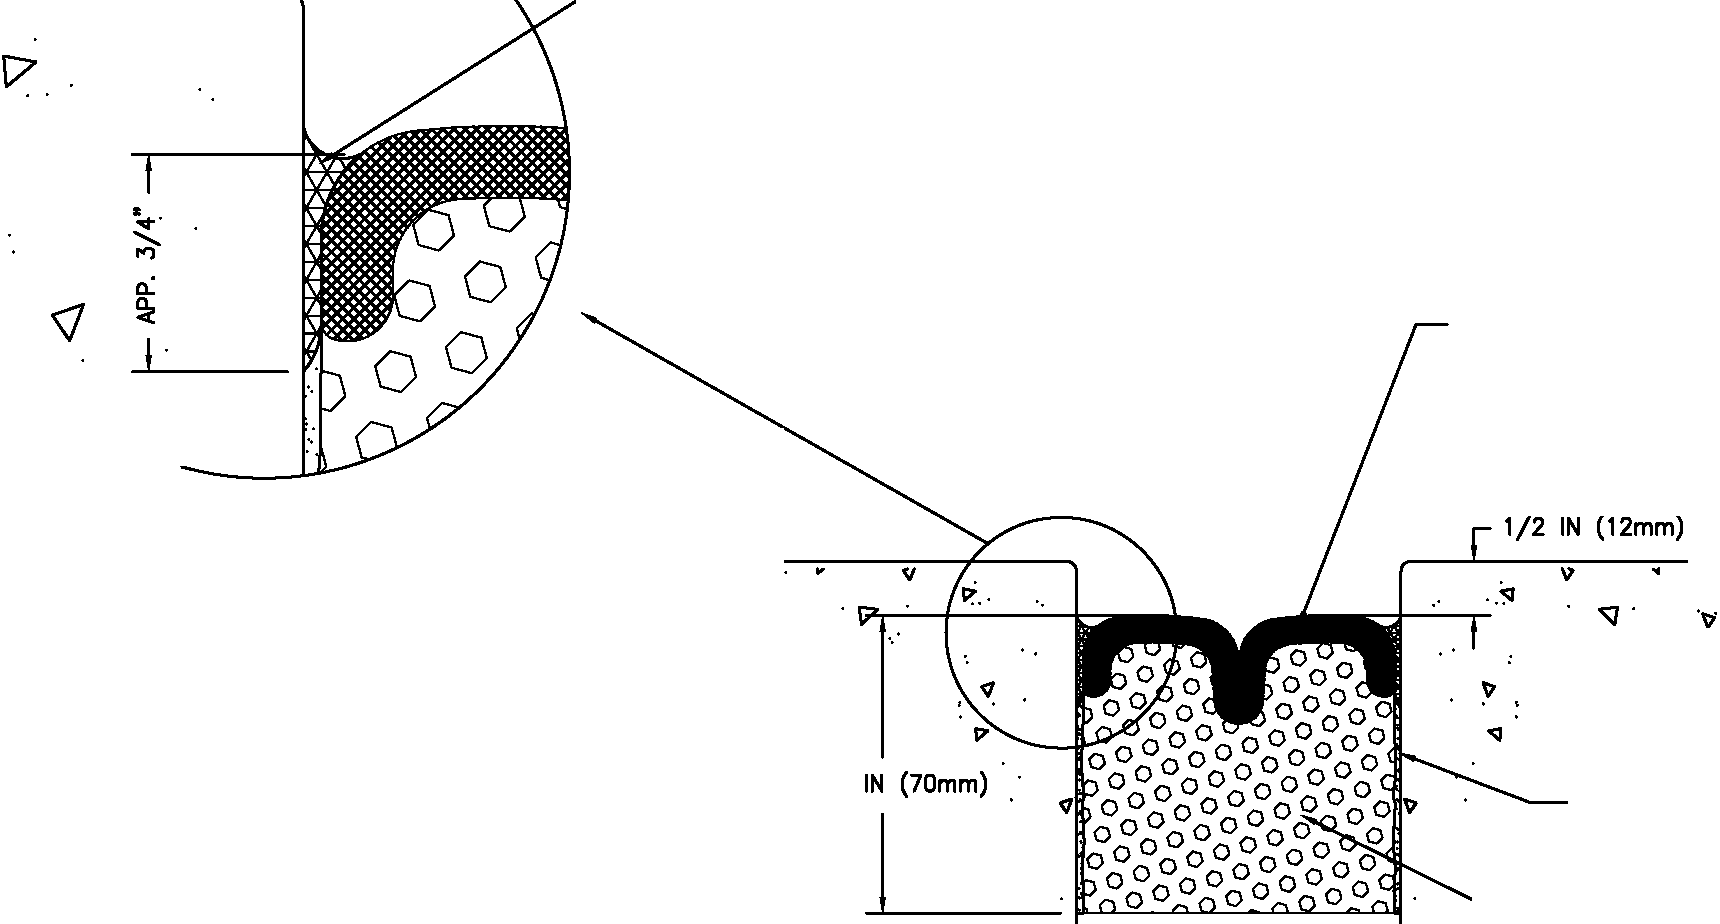 APP. 3/4"
1/2 IN (12mm)
IN (70mm)